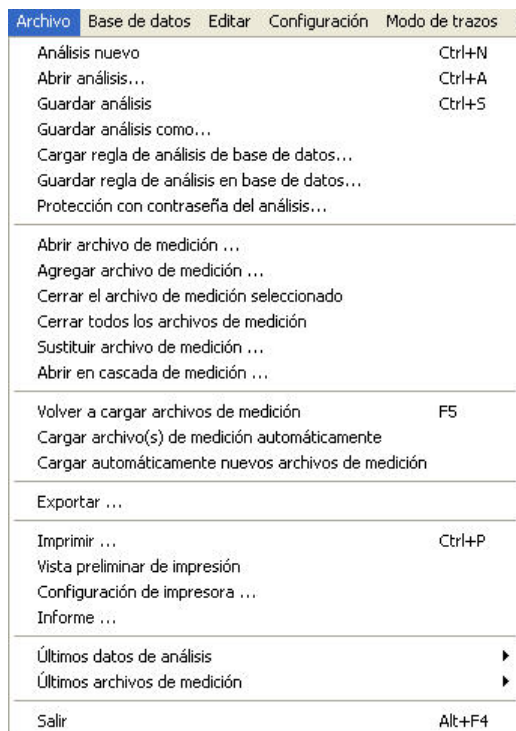 Archivo Base de datos Editar Configuración Modo de trazos
Análisis nuevo Ctrl+N
Abrir análisis... Ctrl+A
Guardar análisis Ctrl+S
Guardar análisis como...
Cargar regla de análisis de base de datos...
Guardar regla de análisis en base de datos...
Protección con contraseña del análisis...
Abrir archivo de medición ...
Agregar archivo de medición ...
Cerrar el archivo de medición seleccionado
Cerrar todos los archivos de medición
Sustituir archivo de medición ...
Abrir en cascada de medición ...
Volver a cargar archivos de medición F5
Cargar archivo(s) de medición automáticamente
Cargar automáticamente nuevos archivos de medición
Exportar ...
Imprimir ... Ctrl+P
Vista preliminar de impresión
Configuración de impresora ...
Informe ...
Últimos datos de análisis
Últimos archivos de medición
Salir Alt+F4